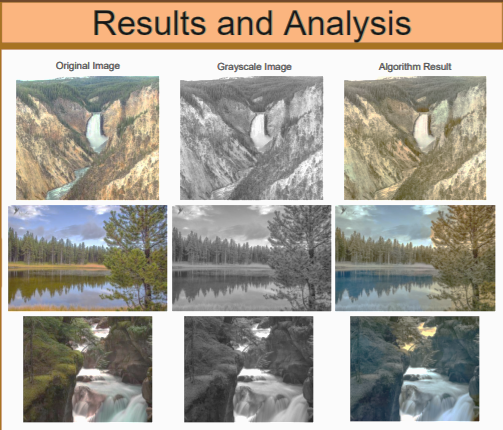 Results and Analysis
Original Image
Grayscale Image
Algorithm Result